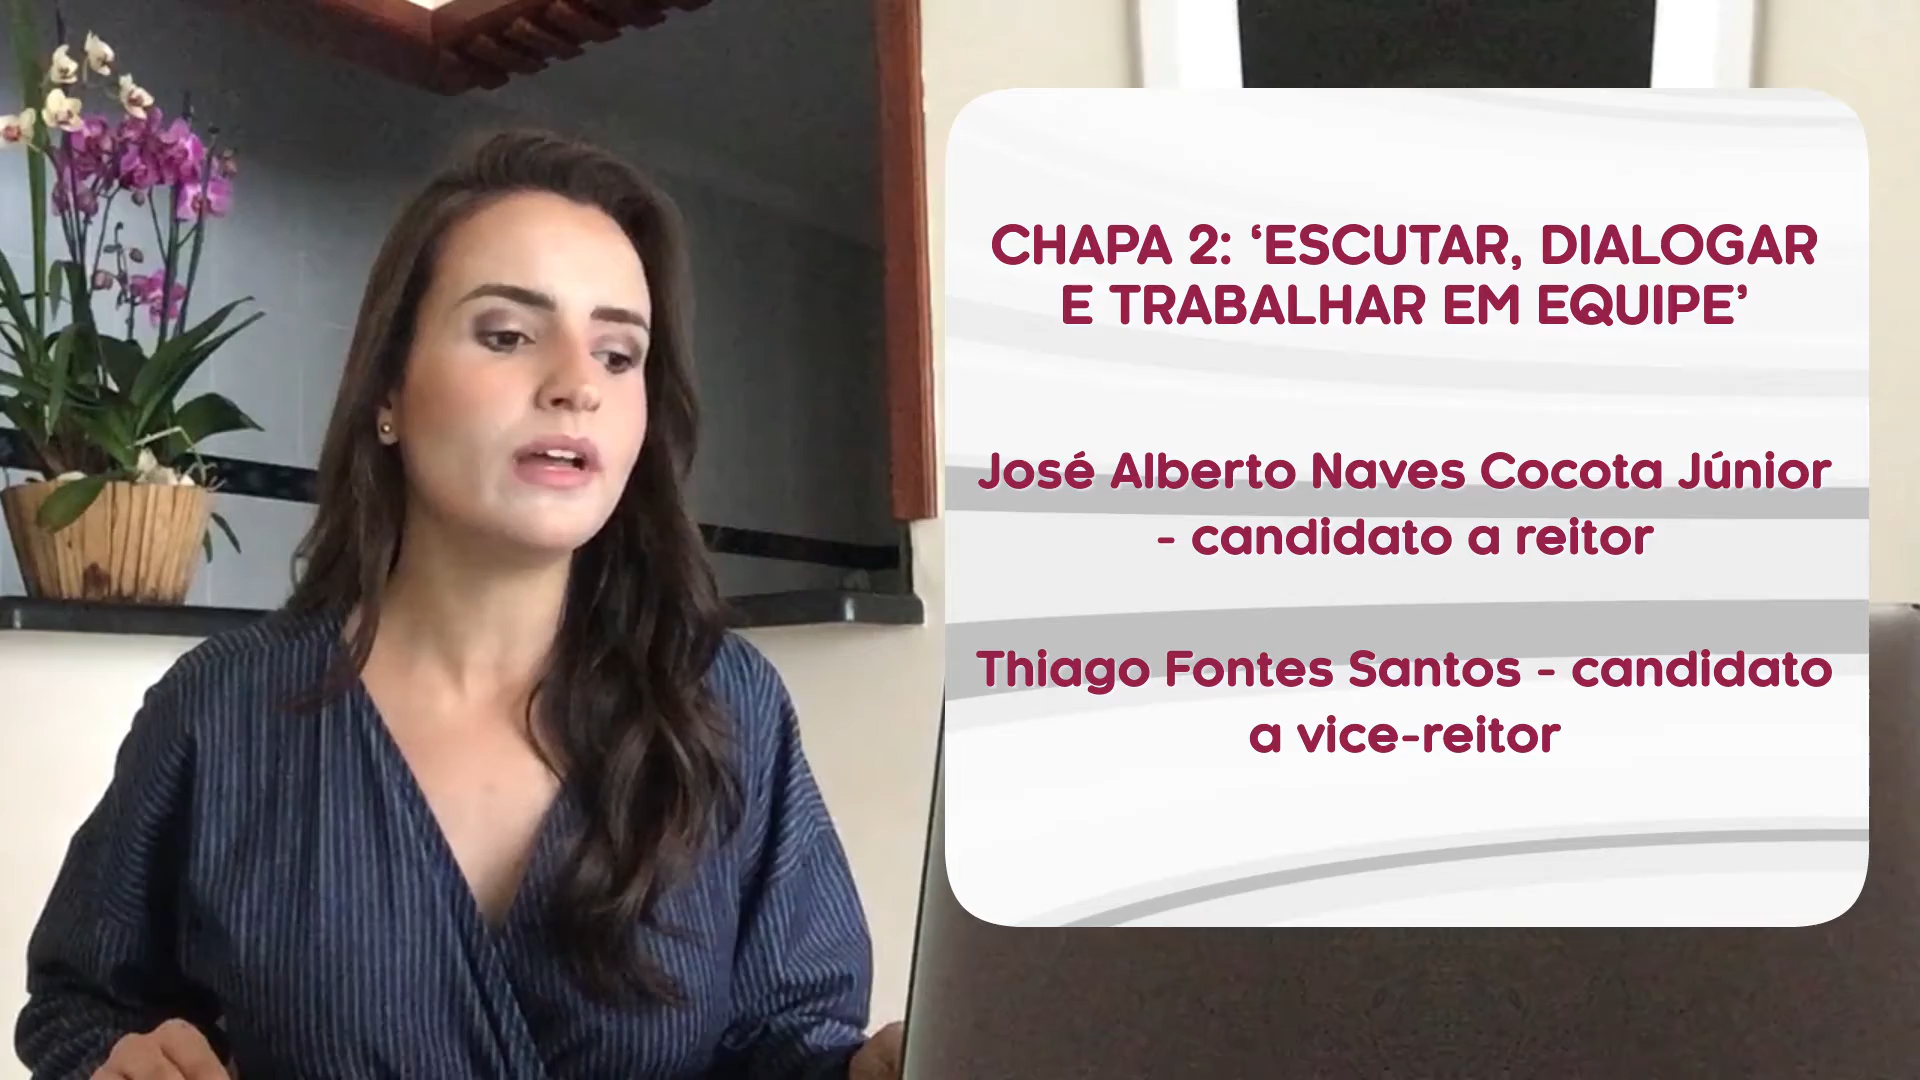 CHAPA 2: ‘ESCUTAR, DIALOGAR
E TRABALHAR EM EQUIPE’
José Alberto Naves Cocota Júnior
- candidato a reitor
Thiago Fontes Santos - candidato
a vice-reitor